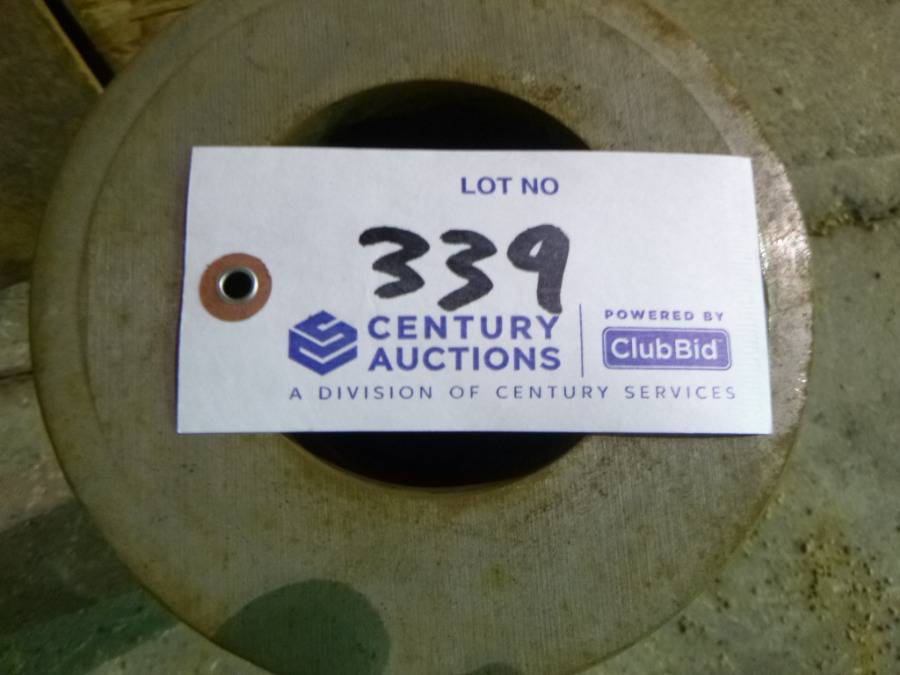 LOT NO
339
CENTURY
AUCTIONS
POWERED BY
ClubBid
A DIVISION OF CENTURY SERVICES